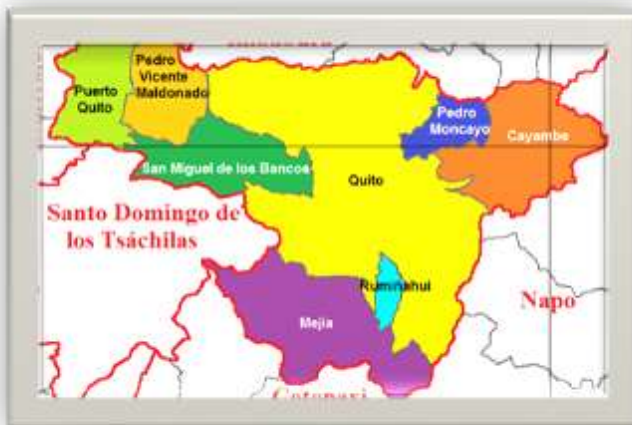 Pedro
Vicente
Maldonado
Puerto
Quito
Pedro
Moncayo
Cayambe
San Miguel de los Bancos
Quito
Santo Domingo de
los Tsáchilas
Rumiñahui
Napo
Mejía